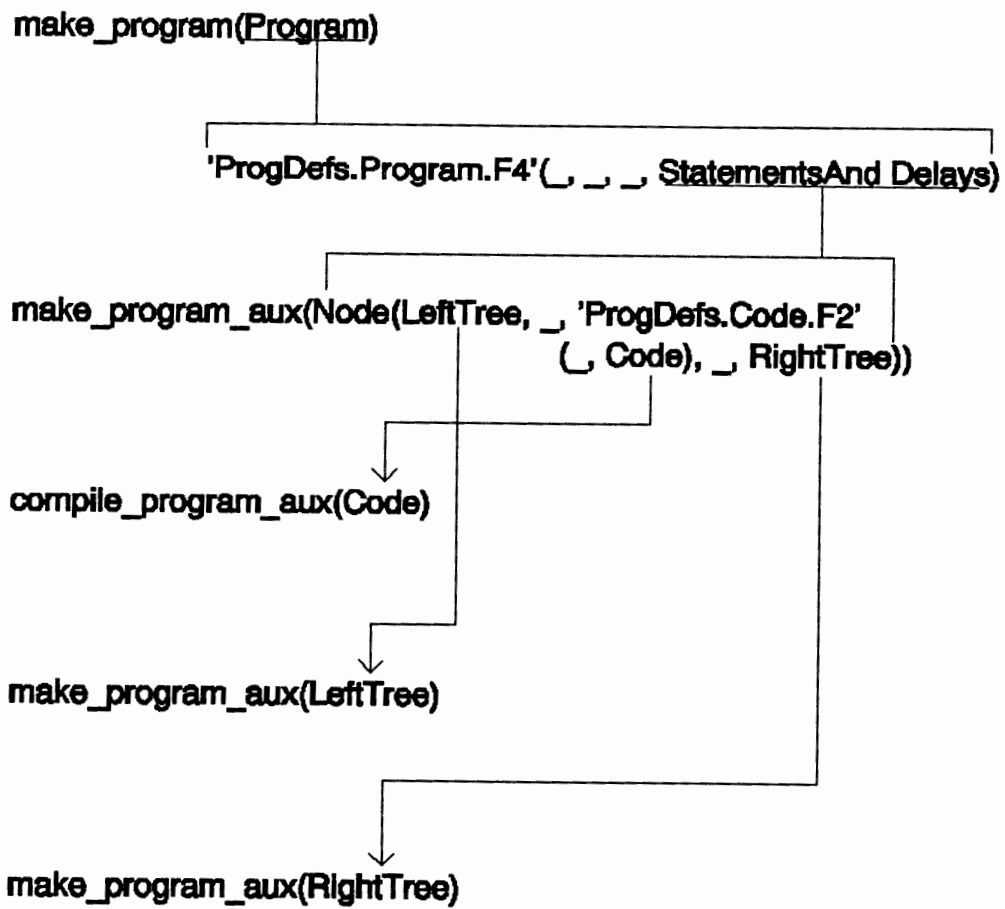 make_program(Program)
'ProgDefs.Program.F4'(_, _, _, StatementsAnd Delays)
make_program_aux(Node(LeftTree, _, 'ProgDefs.Code.F2'
(_, Code), _, RightTree))
compile_program_aux(Code)
make_program_aux(LeftTree)
make_program_aux(RightTree)